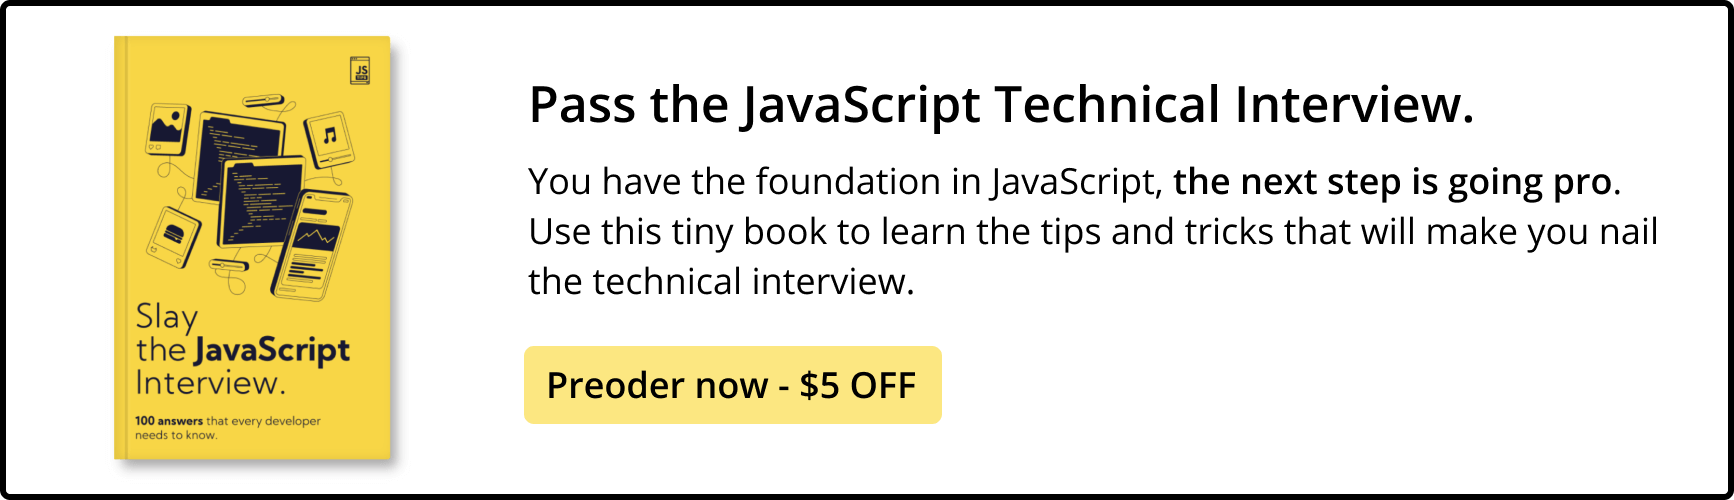 JS
TIPS
Slay
the JavaScript
Interview.
100 answers that every developer
needs to know.
Pass the JavaScript Technical Interview.
You have the foundation in JavaScript, the next step is going pro.
Use this tiny book to learn the tips and tricks that will make you nail
the technical interview.
Preoder now - $5 OFF